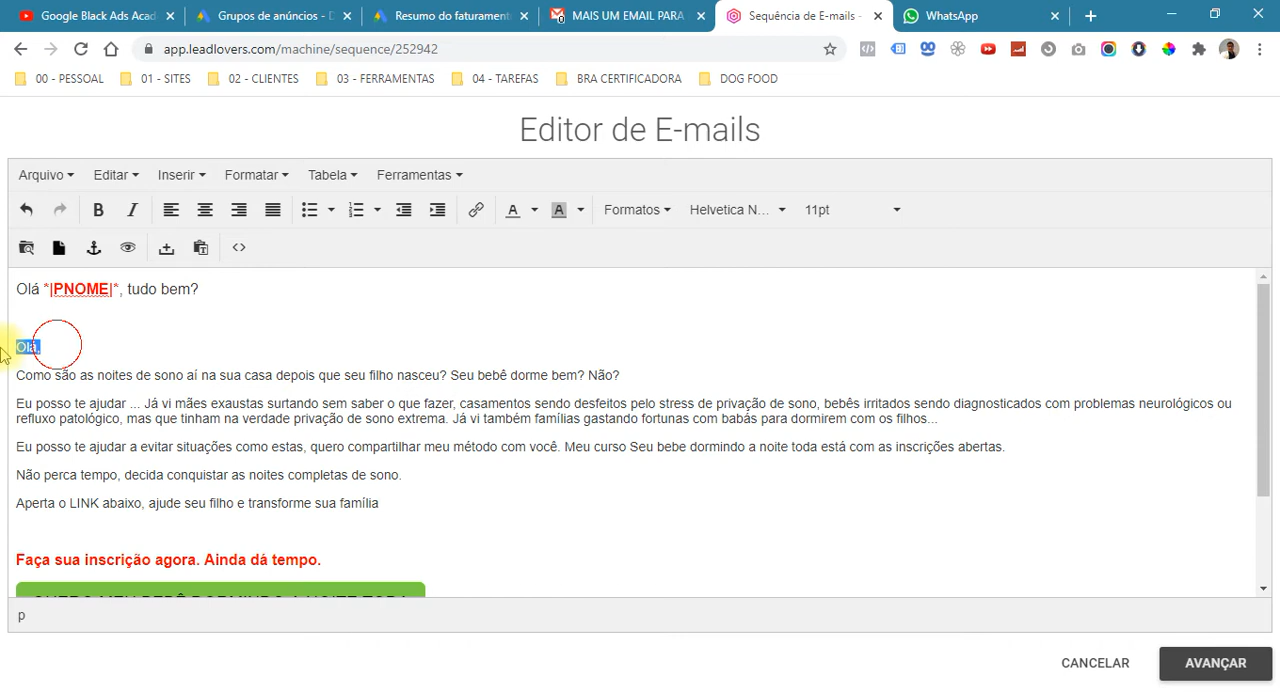 Google Black Ads Acad
Grupos de anúncios - D
Resumo do faturament
MAIS UM EMAIL PARA
Sequência de E-mails -
WhatsApp
app.leadlovers.com/machine/sequence/252942
00 - PESSOAL
01 - SITES
02 - CLIENTES
03 - FERRAMENTAS
04 - TAREFAS
BRA CERTIFICADORA
DOG FOOD
Editor de E-mails
Arquivo
Editar
Inserir
Formatar
Tabela
Ferramentas
Formatos
Helvetica N...
11pt
Olá *|PNOME|*, tudo bem?
Olá,
Como são as noites de sono aí na sua casa depois que seu filho nasceu? Seu bebê dorme bem? Não?
Eu posso te ajudar ... Já vi mães exaustas surtando sem saber o que fazer, casamentos sendo desfeitos pelo stress de privação de sono, bebês irritados sendo diagnosticados com problemas neurológicos ou
refluxo patológico, mas que tinham na verdade privação de sono extrema. Já vi também famílias gastando fortunas com babás para dormirem com os filhos...
Eu posso te ajudar a evitar situações como estas, quero compartilhar meu método com você. Meu curso Seu bebe dormindo a noite toda está com as inscrições abertas.
Não perca tempo, decida conquistar as noites completas de sono.
Aperta o LINK abaixo, ajude seu filho e transforme sua família
Faça sua inscrição agora. Ainda dá tempo.
QUERO MEU BEBÊ DORMINDO A NOITE TODA
p
CANCELAR
AVANÇAR